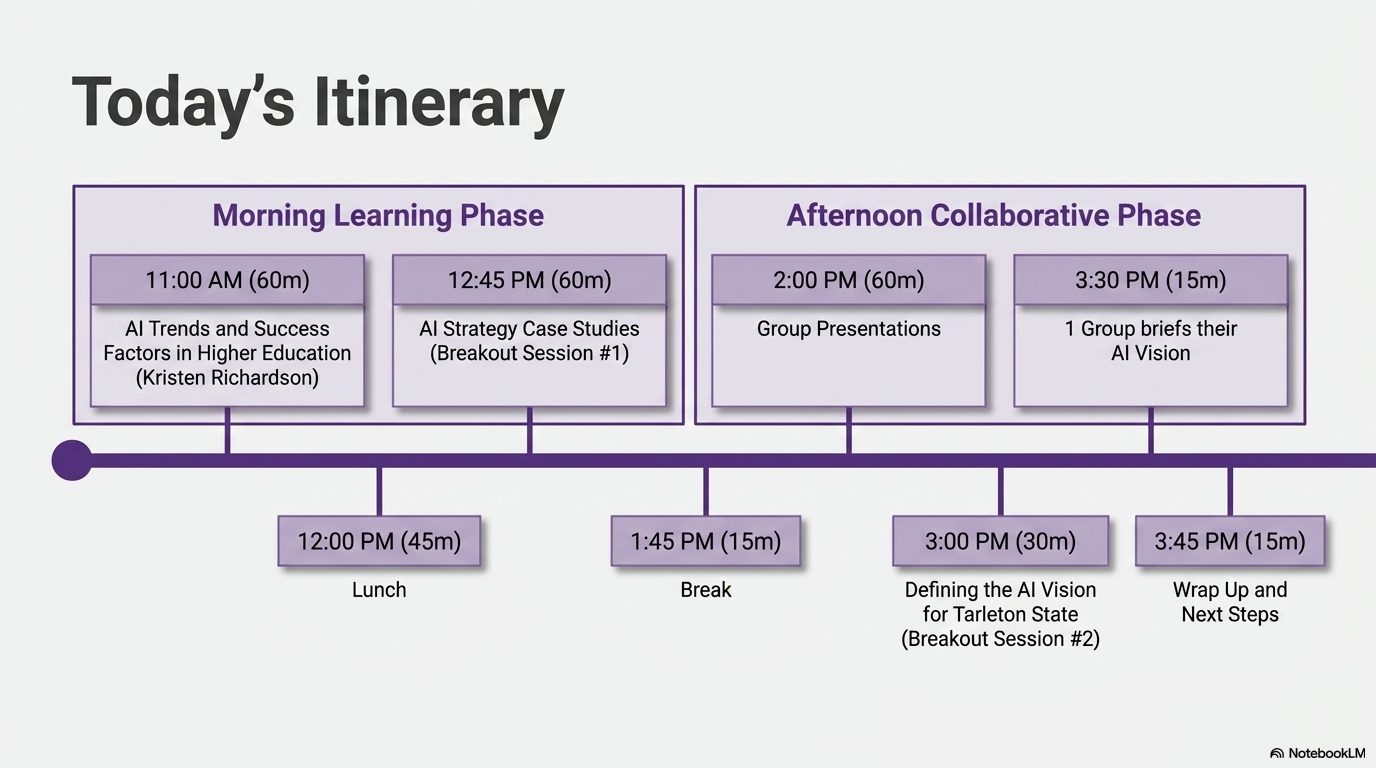 Today's Itinerary
Morning Learning Phase
11:00 AM (60m)
AI Trends and Success
Factors in Higher Education
(Kristen Richardson)
12:45 PM (60m)
AI Strategy Case Studies
(Breakout Session #1)
Afternoon Collaborative Phase
2:00 PM (60m)
Group Presentations
3:30 PM (15m)
1 Group briefs their
AI Vision
12:00 PM (45m)
Lunch
1:45 PM (15m)
Break
3:00 PM (30m)
Defining the AI Vision
for Tarleton State
(Breakout Session #2)
3:45 PM (15m)
Wrap Up and
Next Steps
NotebookLM